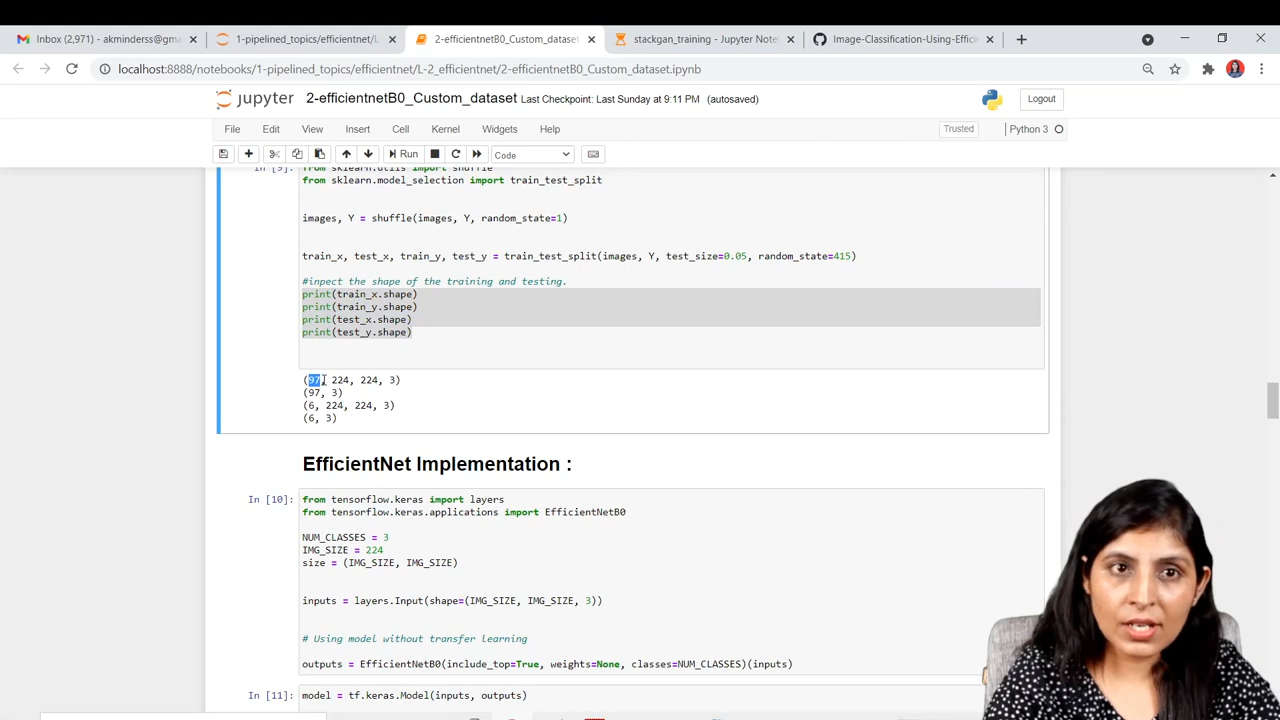 Inbox (2,971) - akminderss@gma
1-pipelined_topics/efficientnet/L-
2-efficientnetB0_Custom_dataset
stackgan_training - Jupyter Note
Image-Classification-Using-Effici
localhost:8888/notebooks/1-pipelined_topics/efficientnet/L-2_efficientnet/2-efficientnetB0_Custom_dataset.ipynb
jupyter 2-efficientnetB0_Custom_dataset Last Checkpoint: Last Sunday at 9:11 PM (autosaved)
Logout
File Edit View Insert Cell Kernel Widgets Help
Trusted
Python 3
Run
Code
In [9]: from sklearn.utils import shuffle
from sklearn.model_selection import train_test_split
images, Y = shuffle(images, Y, random_state=1)
train_x, test_x, train_y, test_y = train_test_split(images, Y, test_size=0.05, random_state=415)
#inpect the shape of the training and testing.
print(train_x.shape)
print(train_y.shape)
print(test_x.shape)
print(test_y.shape)
(97, 224, 224, 3)
(97, 3)
(6, 224, 224, 3)
(6, 3)
EfficientNet Implementation :
In [10]: from tensorflow.keras import layers
from tensorflow.keras.applications import EfficientNetB0
NUM_CLASSES = 3
IMG_SIZE = 224
size = (IMG_SIZE, IMG_SIZE)
inputs = layers.Input(shape=(IMG_SIZE, IMG_SIZE, 3))
# Using model without transfer learning
outputs = EfficientNetB0(include_top=True, weights=None, classes=NUM_CLASSES)(inputs)
In [11]: model = tf.keras.Model(inputs, outputs)